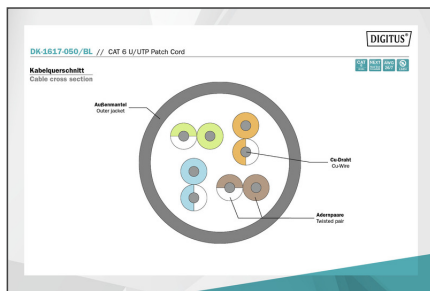 DIGITUS®
DK-1617-050/BL // CAT 6 U/UTP Patch Cord
Kabelquerschnitt
Cable cross section
Außenmantel
Outer jacket
Cu-Draht
Cu-Wire
Adernpaare
Twisted pair